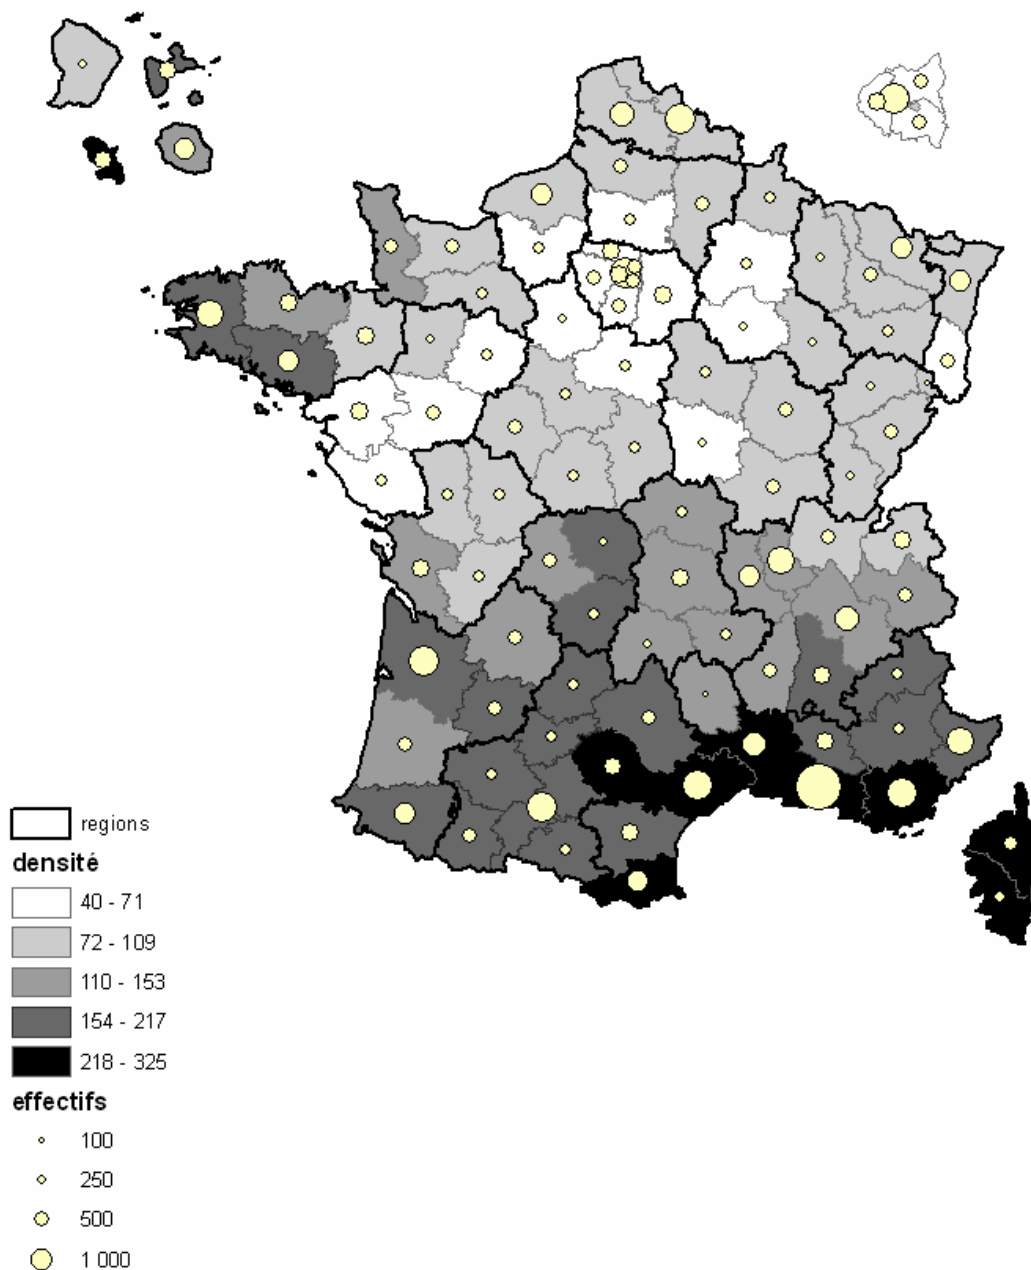 regions
densité
40 - 71
72 - 109
110 - 153
154 - 217
218 - 325
effectifs
100
250
500
1 000